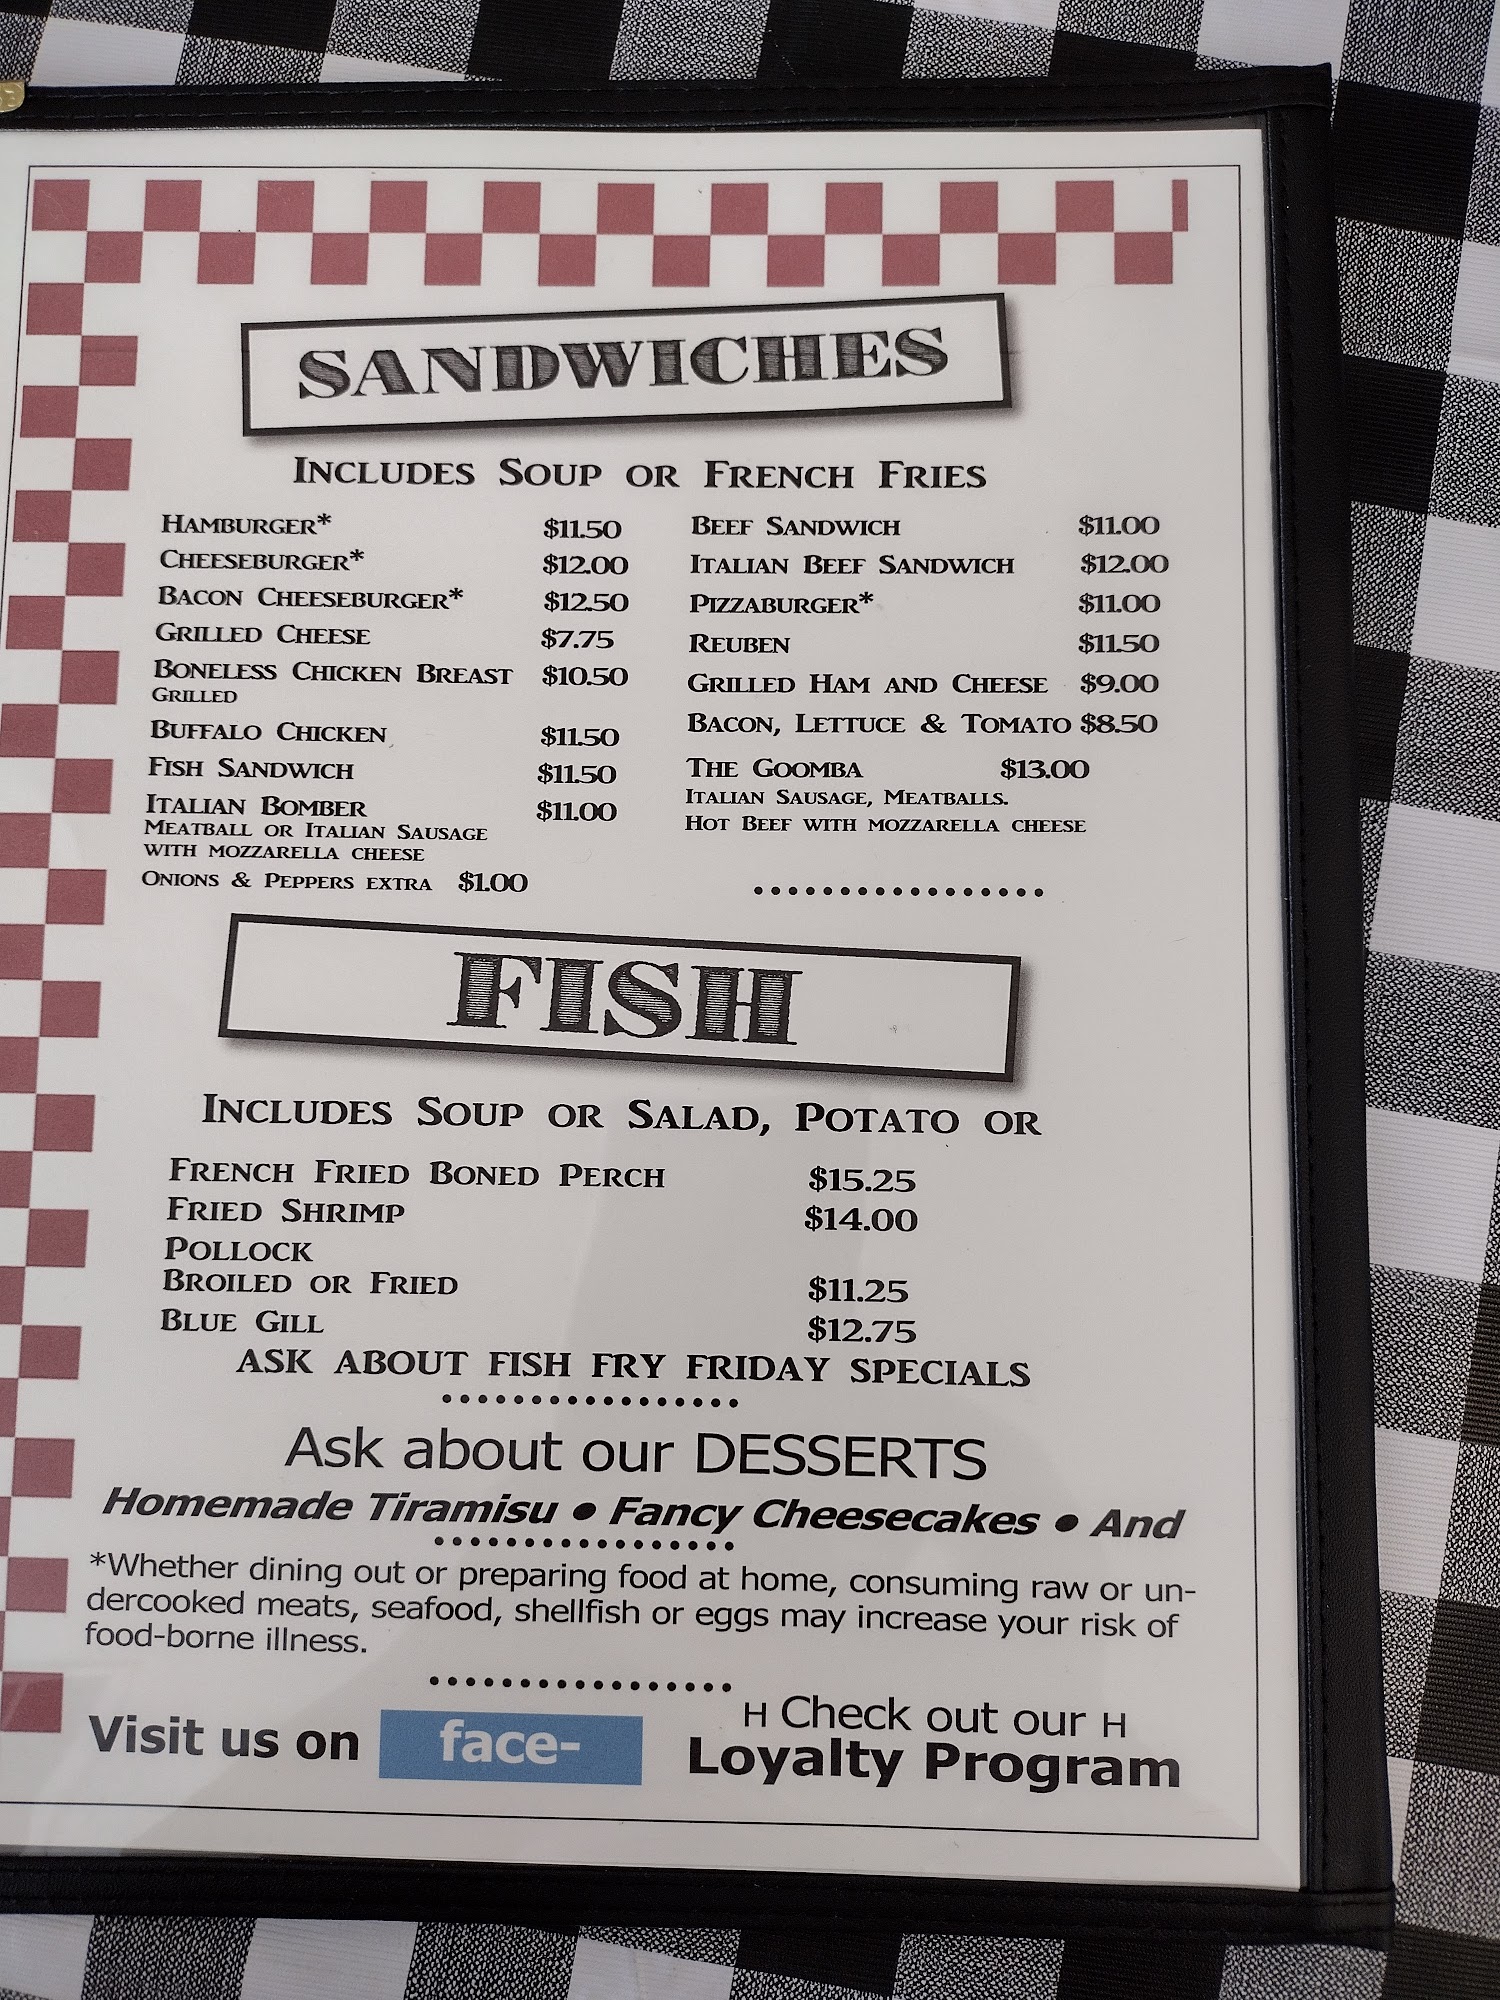 SANDWICHES
INCLUDES SOUP OR FRENCH FRIES
HAMBURGER* $11.50
CHEESEBURGER* $12.00
BACON CHEESEBURGER* $12.50
GRILLED CHEESE $7.75
BONELESS CHICKEN BREAST $10.50
GRILLED
BUFFALO CHICKEN $11.50
FISH SANDWICH $11.50
ITALIAN BOMBER $11.00
MEATBALL OR ITALIAN SAUSAGE
WITH MOZZARELLA CHEESE
ONIONS & PEPPERS EXTRA $1.00
BEEF SANDWICH $11.00
ITALIAN BEEF SANDWICH $12.00
PIZZABURGER* $11.00
REUBEN $11.50
GRILLED HAM AND CHEESE $9.00
BACON, LETTUCE & TOMATO $8.50
THE GOOMBA $13.00
ITALIAN SAUSAGE, MEATBALLS.
HOT BEEF WITH MOZZARELLA CHEESE
FISH
INCLUDES SOUP OR SALAD, POTATO OR
FRENCH FRIED BONED PERCH $15.25
FRIED SHRIMP $14.00
POLLOCK
BROILED OR FRIED $11.25
BLUE GILL $12.75
ASK ABOUT FISH FRY FRIDAY SPECIALS
Ask about our DESSERTS
Homemade Tiramisu • Fancy Cheesecakes • And
*Whether dining out or preparing food at home, consuming raw or un-
dercooked meats, seafood, shellfish or eggs may increase your risk of
food-borne illness.
Visit us on face-
H Check out our H
Loyalty Program